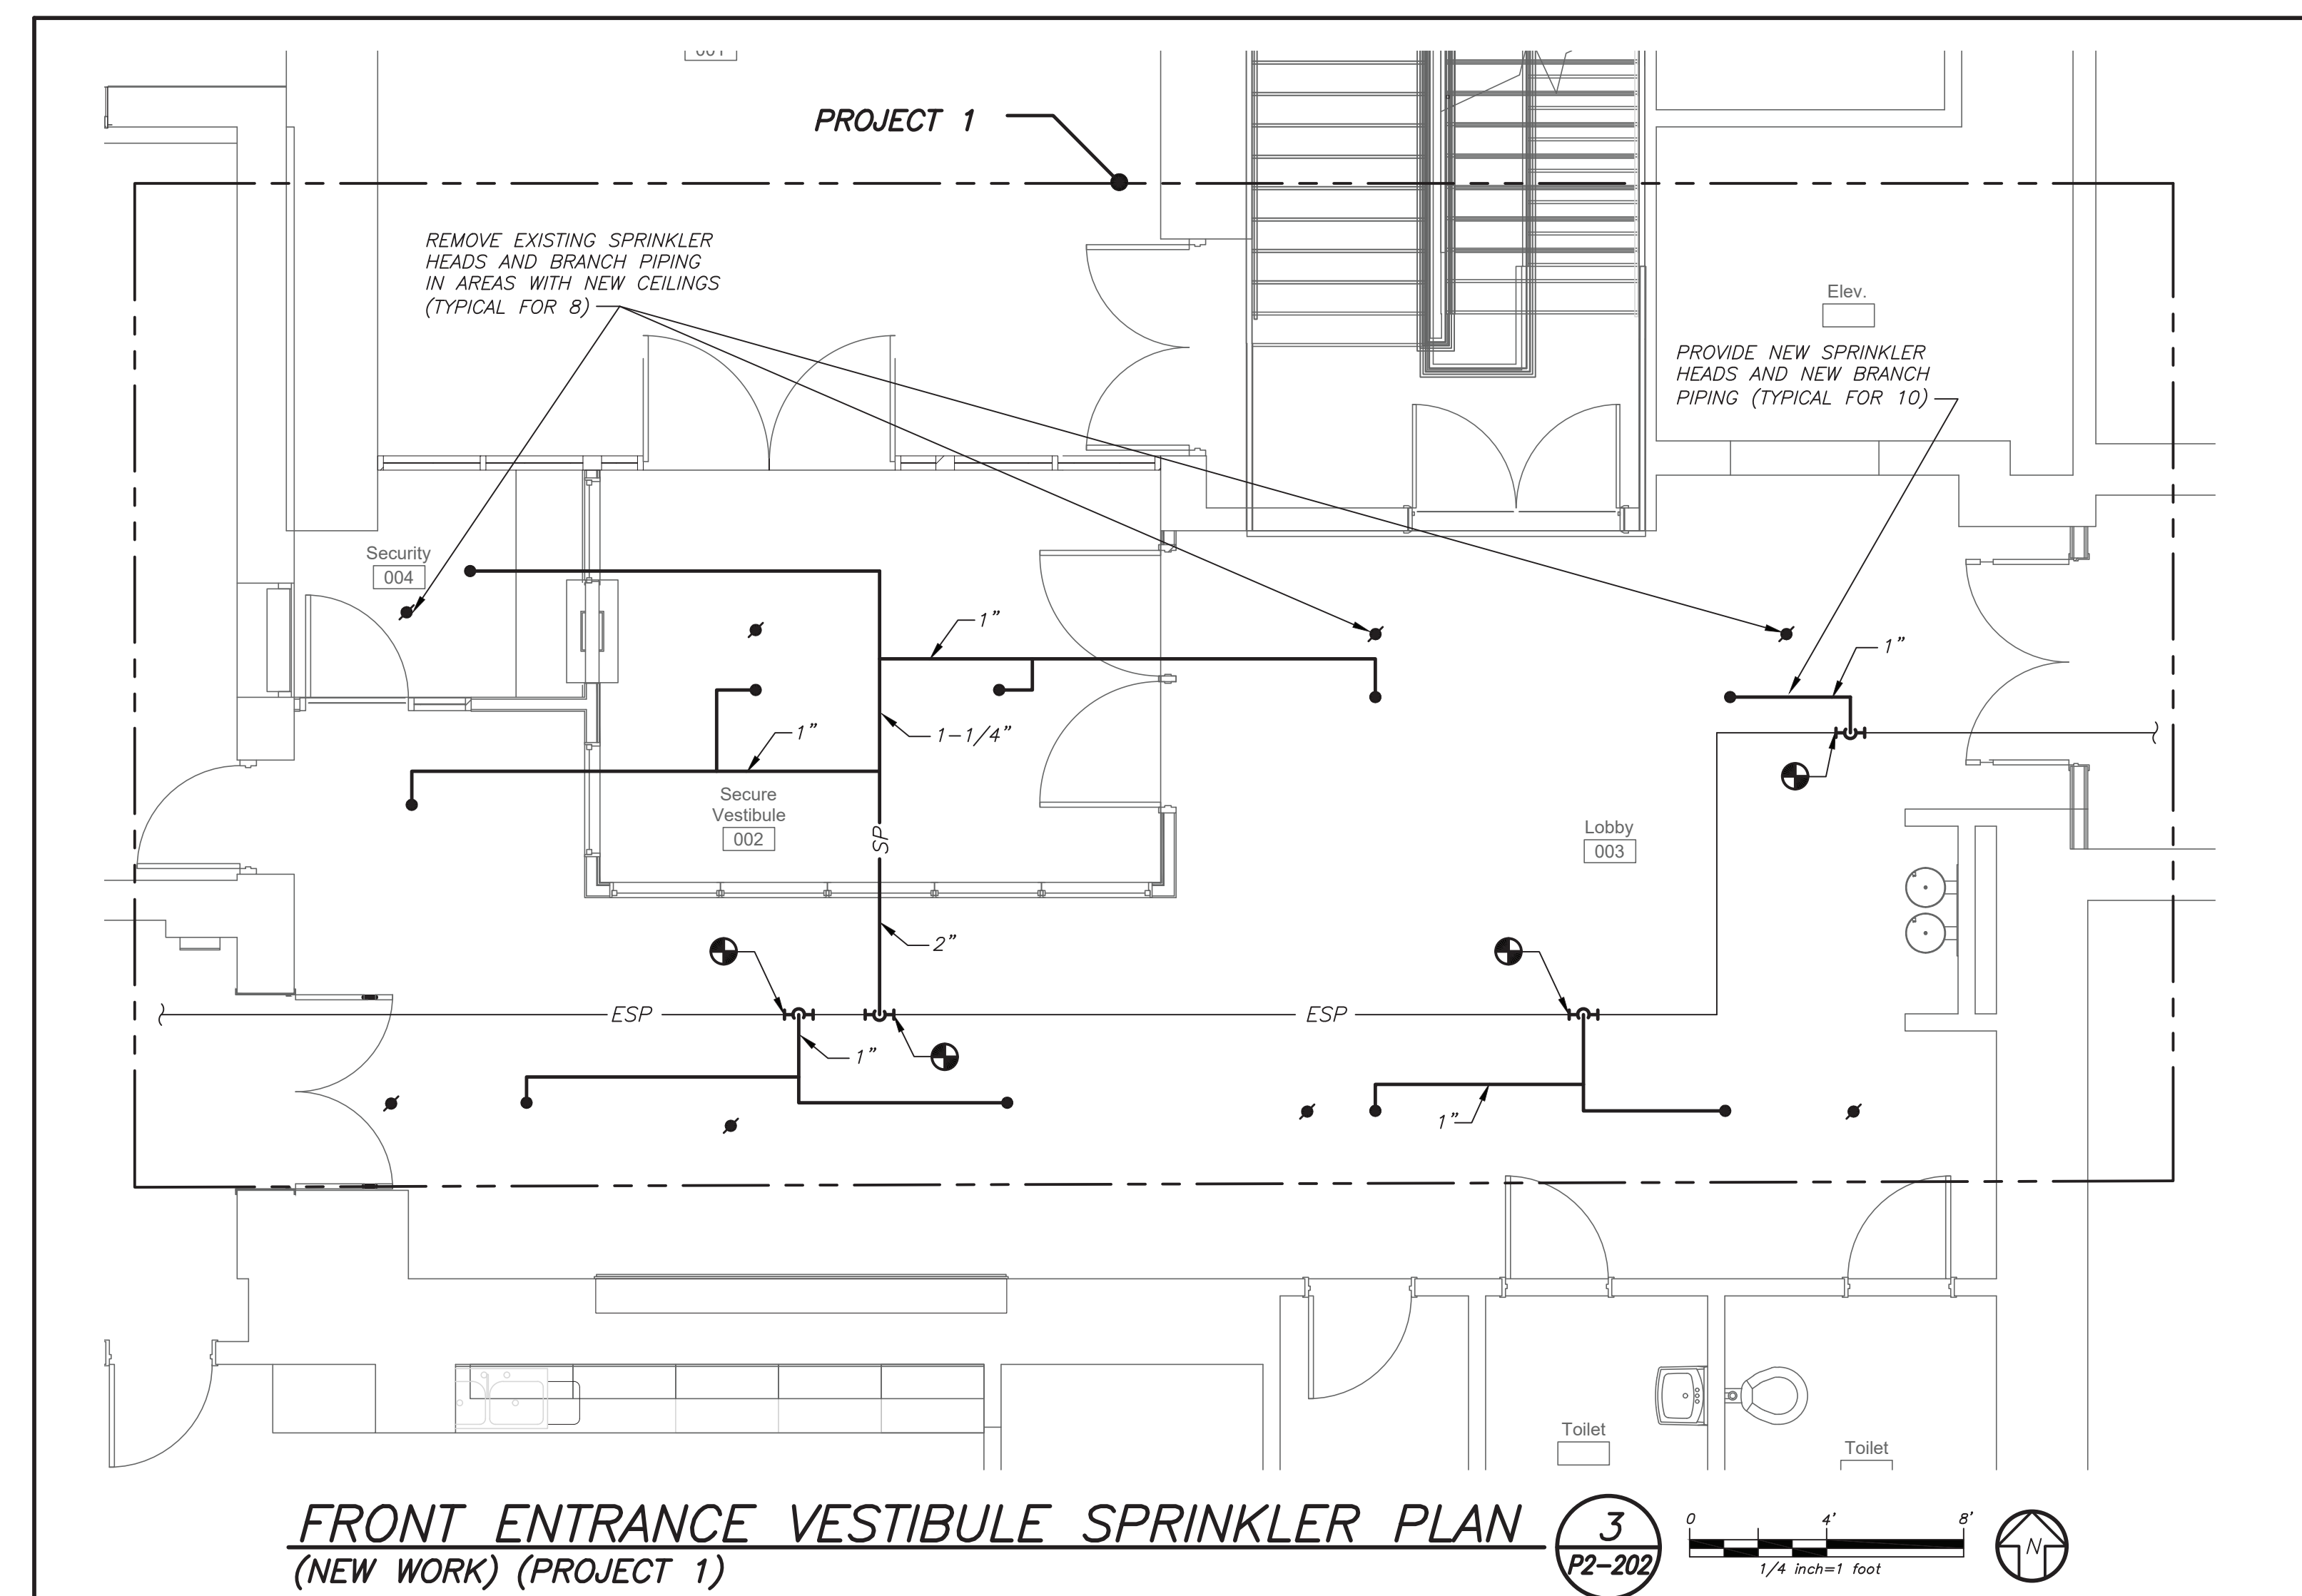 PROJECT 1
REMOVE EXISTING SPRINKLER
HEADS AND BRANCH PIPING
IN AREAS WITH NEW CEILINGS
(TYPICAL FOR 8)
Elev.
PROVIDE NEW SPRINKLER
HEADS AND NEW BRANCH
PIPING (TYPICAL FOR 10)
Security
004
1"
1"
1"
1-1/4"
Secure
Vestibule
002
SP
Lobby
003
2"
ESP
ESP
1"
1"
Toilet
Toilet
FRONT ENTRANCE VESTIBULE SPRINKLER PLAN
(NEW WORK) (PROJECT 1)
3
P2-202
0 4' 8'
1/4 inch=1 foot
N